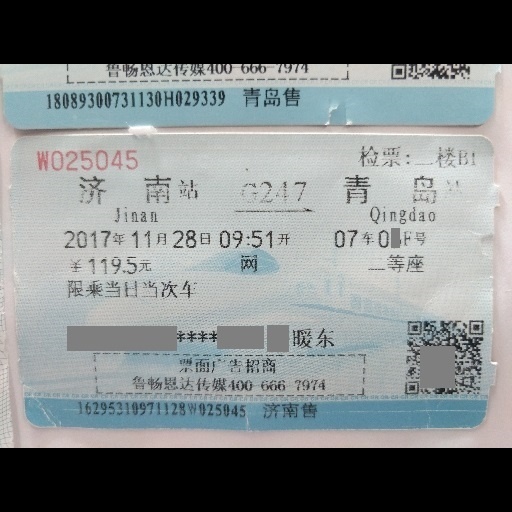 鲁畅恩达传媒400-666-7974
18089300731130H029339 青岛售
W025045 检票:二楼B1
济南站 G247 青岛站
Jinan Qingdao
2017年11月28日09:51开 07车0 F号
￥119.5元 网 二等座
限乘当日当次车
**** 暖东
票面广告招商
鲁畅恩达传媒400-666-7974
16295310971128W025045 济南售